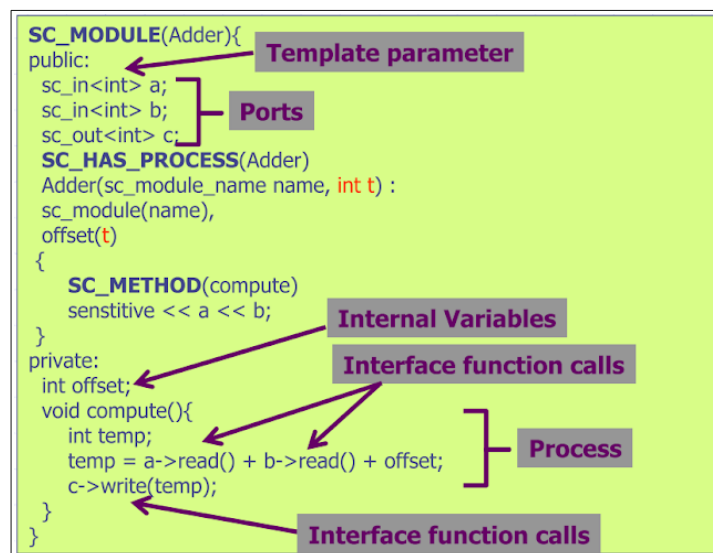 SC_MODULE(Adder){
Template parameter
public:
sc_in<int> a;
sc_in<int> b;
Ports
sc_out<int> c;
SC_HAS_PROCESS(Adder)
Adder(sc_module_name name, int t) :
sc_module(name),
offset(t)
{
SC_METHOD(compute)
senstitive << a << b;
Internal Variables
}
private:
Interface function calls
int offset;
void compute(){
int temp;
temp = a->read() + b->read() + offset;
Process
c->write(temp);
}
Interface function calls
}